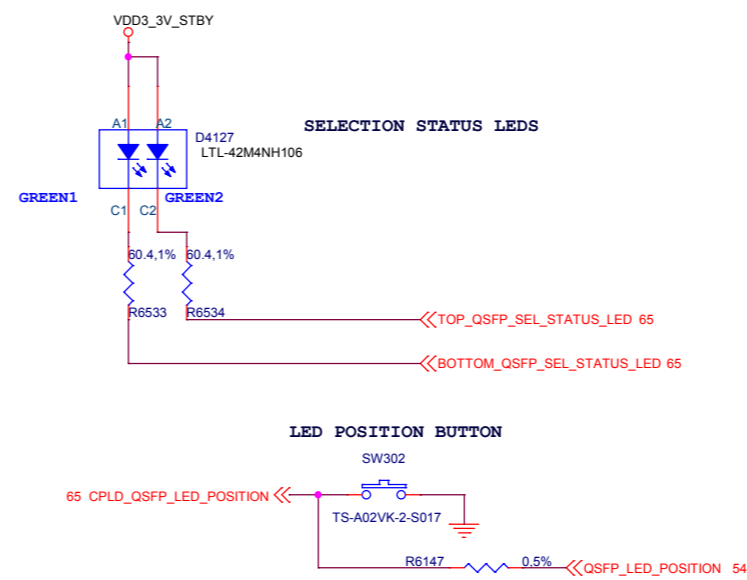 VDD3_3V_STBY
A1 A2
SELECTION STATUS LEDS
D4127
LTL-42M4NH106
GREEN1 GREEN2
C1 C2
60.4,1% 60.4,1%
R6533 R6534
TOP_QSFP_SEL_STATUS_LED 65
BOTTOM_QSFP_SEL_STATUS_LED 65
LED POSITION BUTTON
SW302
65 CPLD_QSFP_LED_POSITION
TS-A02VK-2-S017
R6147 0.5%
QSFP_LED_POSITION 54